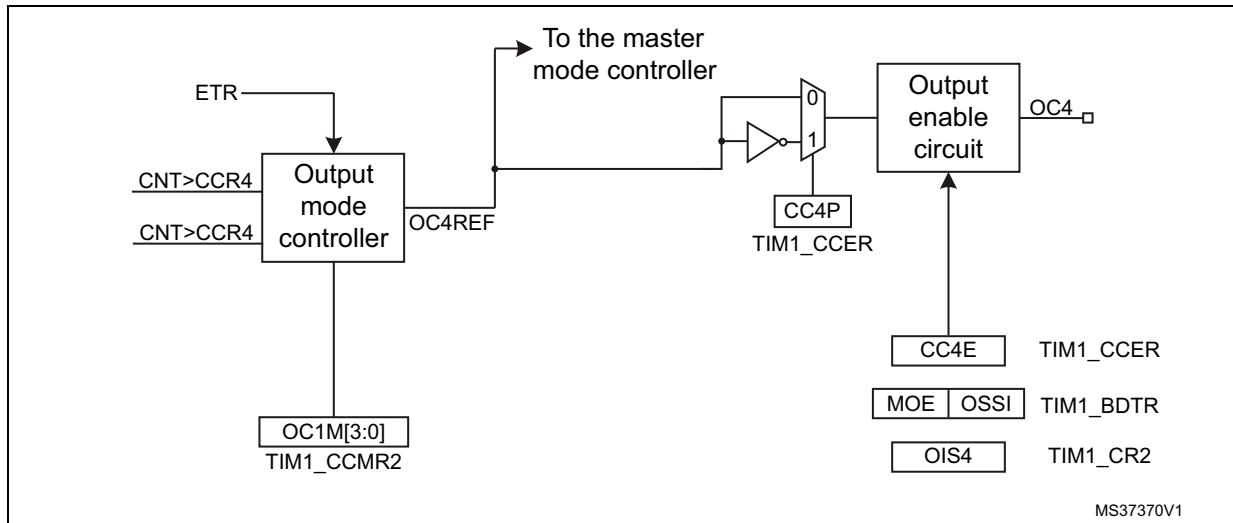 To the master
mode controller
ETR
CNT>CCR4
CNT>CCR4
Output
mode
controller
OC4REF
OC1M[3:0]
TIM1_CCMR2
0
1
CC4P
TIM1_CCER
Output
enable
circuit
OC4
CC4E TIM1_CCER
MOE OSSI TIM1_BDTR
OIS4 TIM1_CR2
MS37370V1